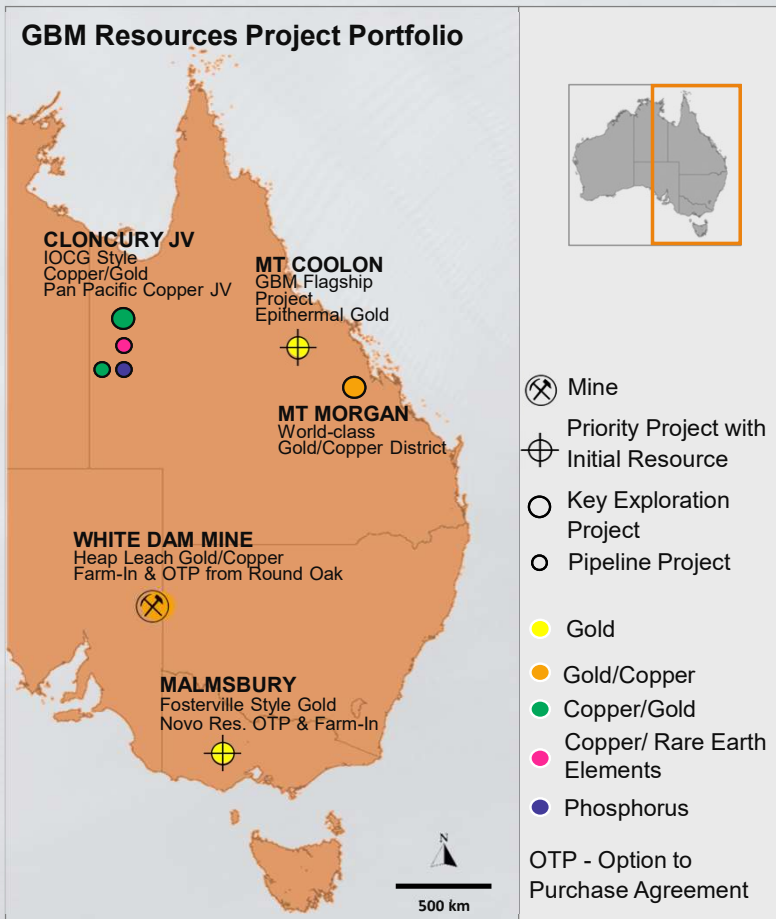 GBM Resources Project Portfolio
CLONCURY JV
IOCG Style
Copper/Gold
Pan Pacific Copper JV
MT COOLON
GBM Flagship
Project
Epithermal Gold
MT MORGAN
World-class
Gold/Copper District
WHITE DAM MINE
Heap Leach Gold/Copper
Farm-In & OTP from Round Oak
MALMSBURY
Fosterville Style Gold
Novo Res. OTP & Farm-In
N
500 km
Mine
Priority Project with
Initial Resource
Key Exploration
Project
Pipeline Project
Gold
Gold/Copper
Copper/Gold
Copper/ Rare Earth
Elements
Phosphorus
OTP - Option to
Purchase Agreement